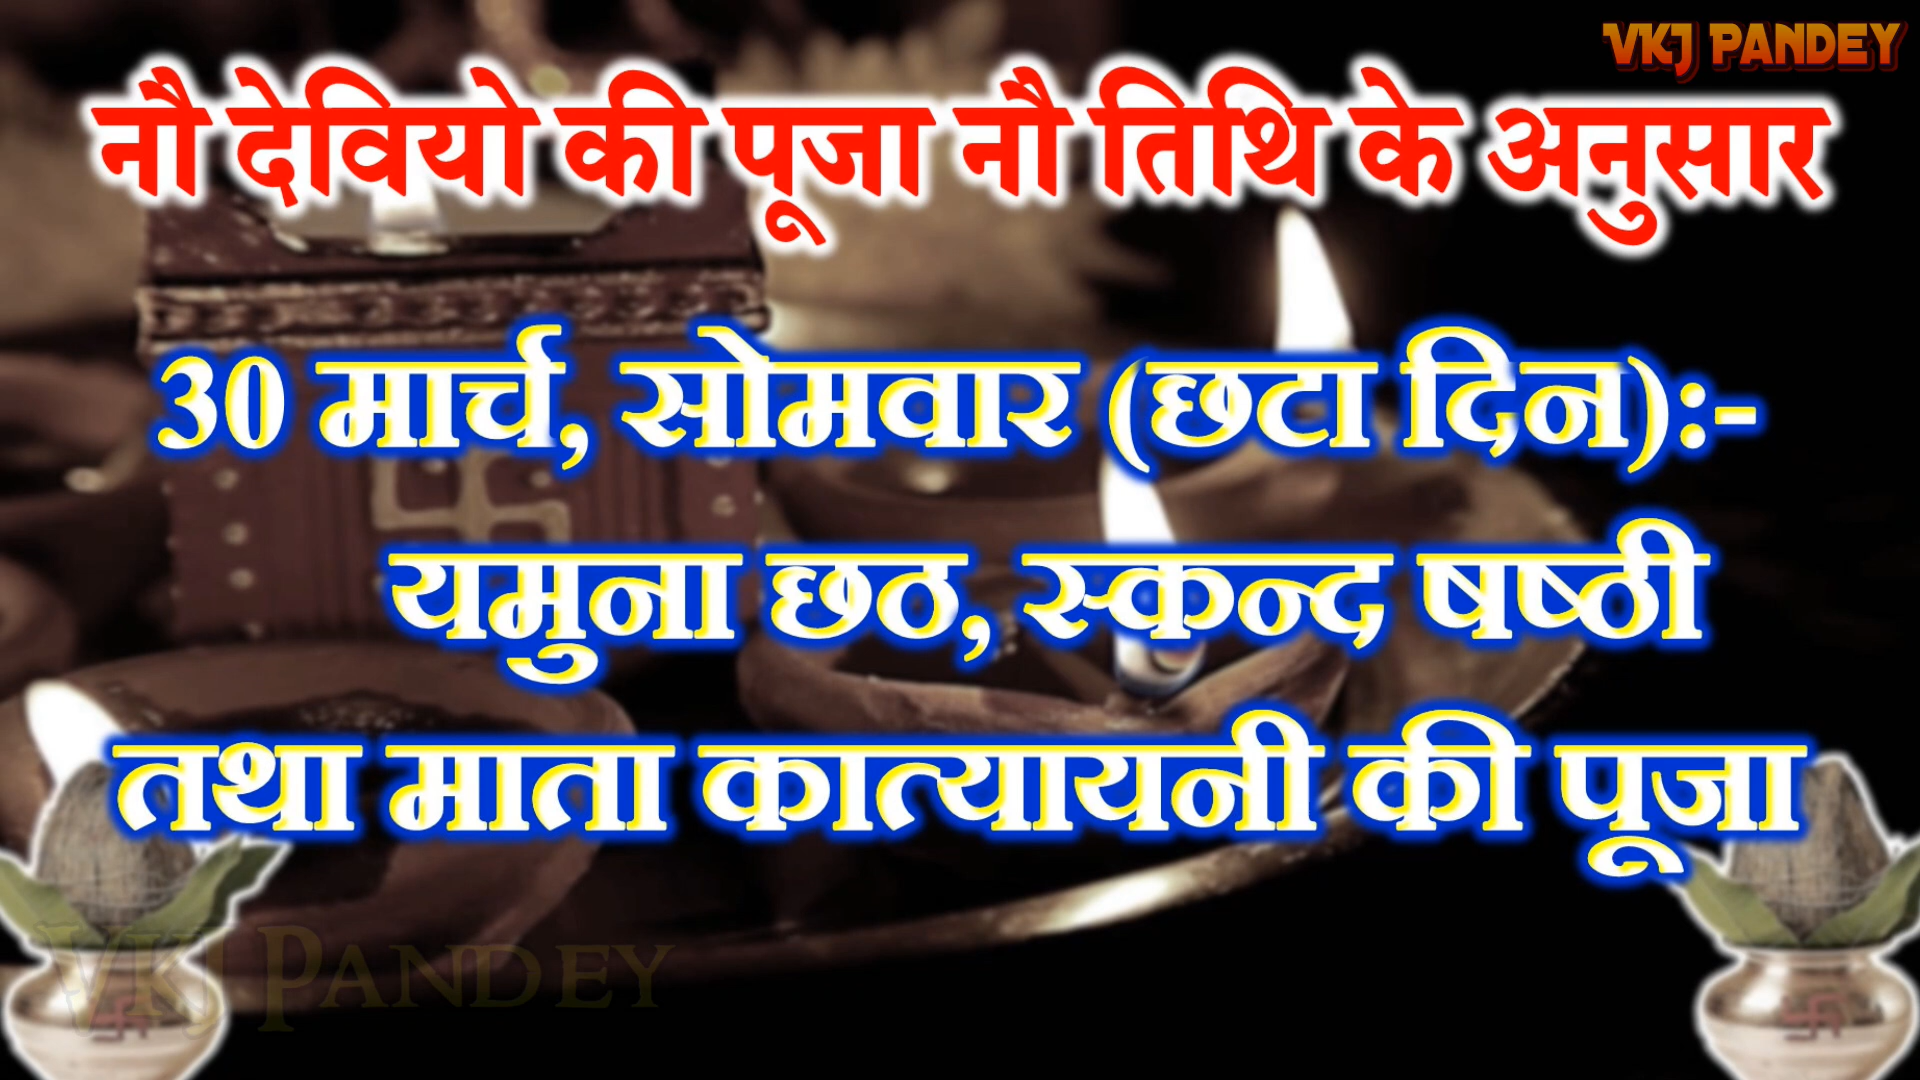 VKJ PANDEY
नौ देवियो की पूजा नौ तिथि के अनुसार
30 मार्च, सोमवार (छटा दिन):-
यमुना छठ, स्कन्द षष्ठी
तथा माता कात्यायनी की पूजा
VKJ PANDEY